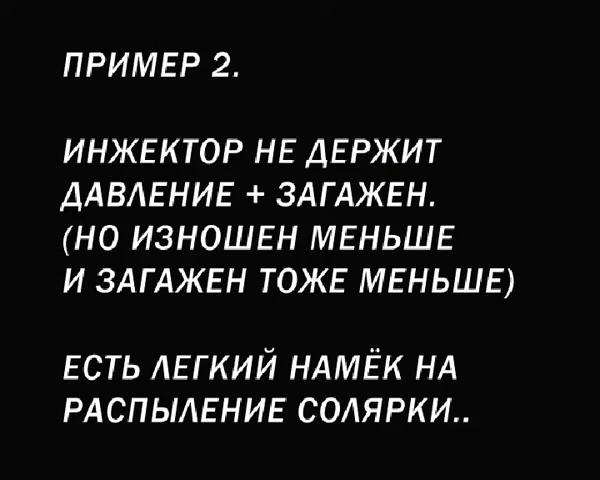 ПРИМЕР 2.
ИНЖЕКТОР НЕ ДЕРЖИТ
ДАВЛЕНИЕ + ЗАГАЖЕН.
(НО ИЗНОШЕН МЕНЬШЕ
И ЗАГАЖЕН ТОЖЕ МЕНЬШЕ)
ЕСТЬ ЛЕГКИЙ НАМЁК НА
РАСПЫЛЕНИЕ СОЛЯРКИ..